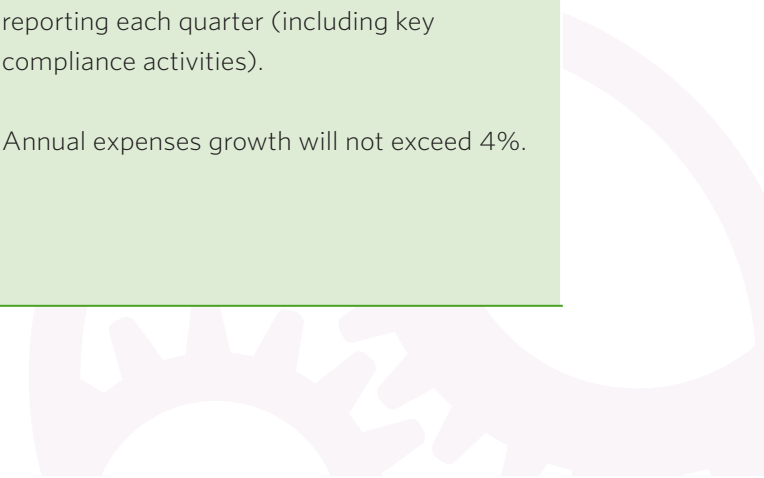 reporting each quarter (including key
compliance activities).
Annual expenses growth will not exceed 4%.